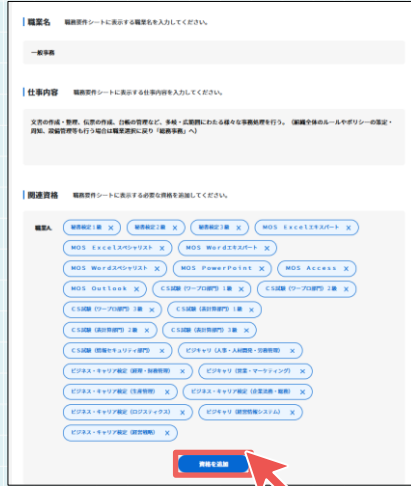 職業名 職務要件シートに表示する職業名を入力してください。
一般事務
仕事内容 職務要件シートに表示する仕事内容を入力してください。
文書の作成・整理、伝票の作成、台帳の管理など、多岐・広範囲にわたる様々な事務処理を行う。(組織全体のルールやポリシーの策定・
周知、設備管理等も行う場合は職業選択に戻り「総務事務」へ)
関連資格 職務要件シートに表示する必要な資格を追加してください。
職業A 秘書検定1級 X 秘書検定2級 X 秘書検定3級 X MOS Excelエキスパート X
MOS Excelスペシャリスト X MOS Wordエキスパート X
MOS Wordスペシャリスト X MOS PowerPoint X MOS Access X
MOS Outlook X CS試験 (ワープロ部門) 1級 X CS試験 (ワープロ部門) 2級 X
CS試験 (ワープロ部門) 3級 X CS試験 (表計算部門) 1級 X
CS試験 (表計算部門) 2級 X CS試験 (表計算部門) 3級 X
CS試験 (情報セキュリティ部門) X ビジキャリ (人事・人材開発・労務管理) X
ビジネス・キャリア検定 (経理・財務管理) X ビジキャリ (営業・マーケティング) X
ビジネス・キャリア検定 (生産管理) X ビジネス・キャリア検定 (企業法務・総務) X
ビジネス・キャリア検定 (ロジスティクス) X ビジキャリ (経営情報システム) X
ビジネス・キャリア検定 (経営戦略) X
資格を追加